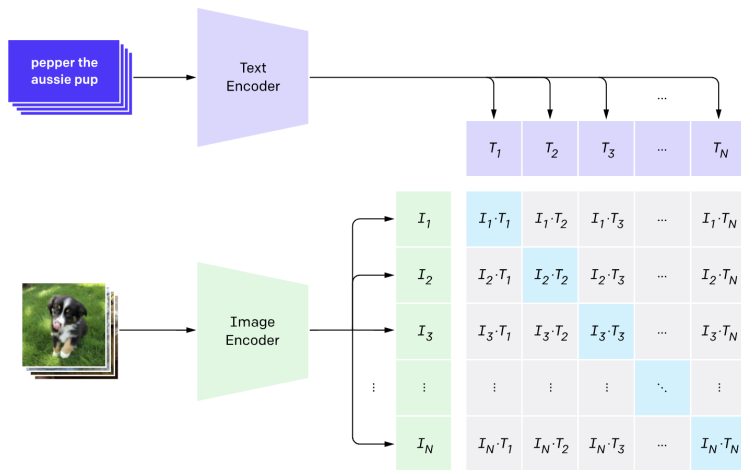 pepper the
aussie pup
Text
Encoder
...
T1 T2 T3 ... TN
I1 I1·T1 I1·T2 I1·T3 ... I1·TN
I2 I2·T1 I2·T2 I2·T3 ... I2·TN
Image
Encoder
I3 I3·T1 I3·T2 I3·T3 ... I3·TN
⋮ ⋮ ⋮ ⋮ ⋮ ⋱ ⋮
IN IN·T1 IN·T2 IN·T3 ... IN·TN